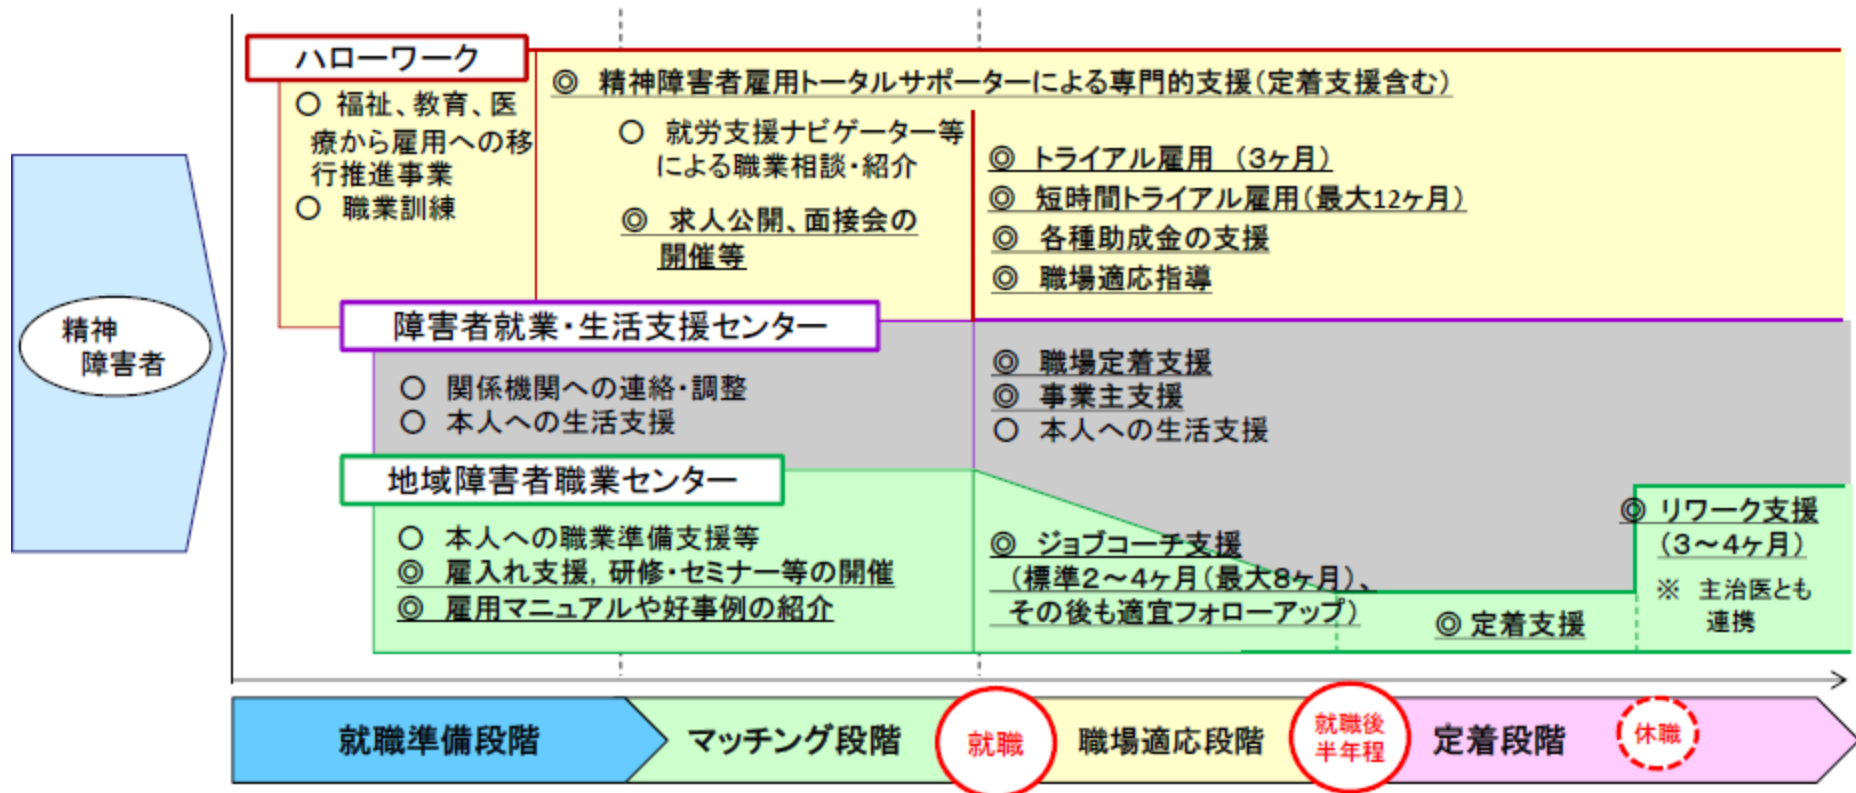 精神
障害者
ハローワーク
○ 福祉、教育、医
療から雇用への移
行推進事業
○ 職業訓練
◎ 精神障害者雇用トータルサポーターによる専門的支援(定着支援含む)
○ 就労支援ナビゲーター等
による職業相談・紹介
◎ 求人公開、面接会の
開催等
◎ トライアル雇用 (3ヶ月)
◎ 短時間トライアル雇用(最大12ヶ月)
◎ 各種助成金の支援
◎ 職場適応指導
障害者就業・生活支援センター
○ 関係機関への連絡・調整
○ 本人への生活支援
◎ 職場定着支援
◎ 事業主支援
○ 本人への生活支援
地域障害者職業センター
○ 本人への職業準備支援等
◎ 雇入れ支援,研修・セミナー等の開催
◎ 雇用マニュアルや好事例の紹介
◎ ジョブコーチ支援
(標準2~4ヶ月(最大8ヶ月)、
その後も適宜フォローアップ)
◎ 定着支援
◎ リワーク支援
(3~4ヶ月)
※ 主治医とも
連携
就職準備段階
マッチング段階
就職
職場適応段階
就職後
半年程
定着段階
休職